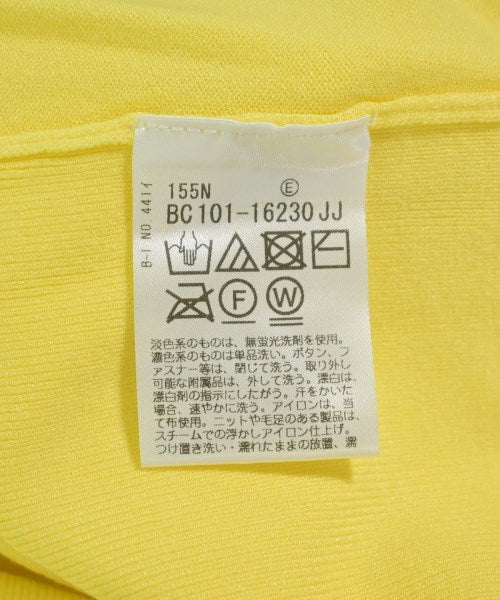 155N Ⓔ
BC101-16230JJ
B-1 NO.441イ
F W
淡色系のものは、無蛍光洗剤を使用。
濃色系のものは単品洗い。ボタン、フ
ァスナー等は、閉じて洗う。取り外し
可能な附属品は、外して洗う。漂白は、
漂白剤の指示にしたがう。汗をかいた
場合、速やかに洗う。アイロンは、当
て布使用。ニットや毛足のある製品は、
スチームでの浮かしアイロン仕上げ。
つけ置き洗い・濡れたままの放置、濡